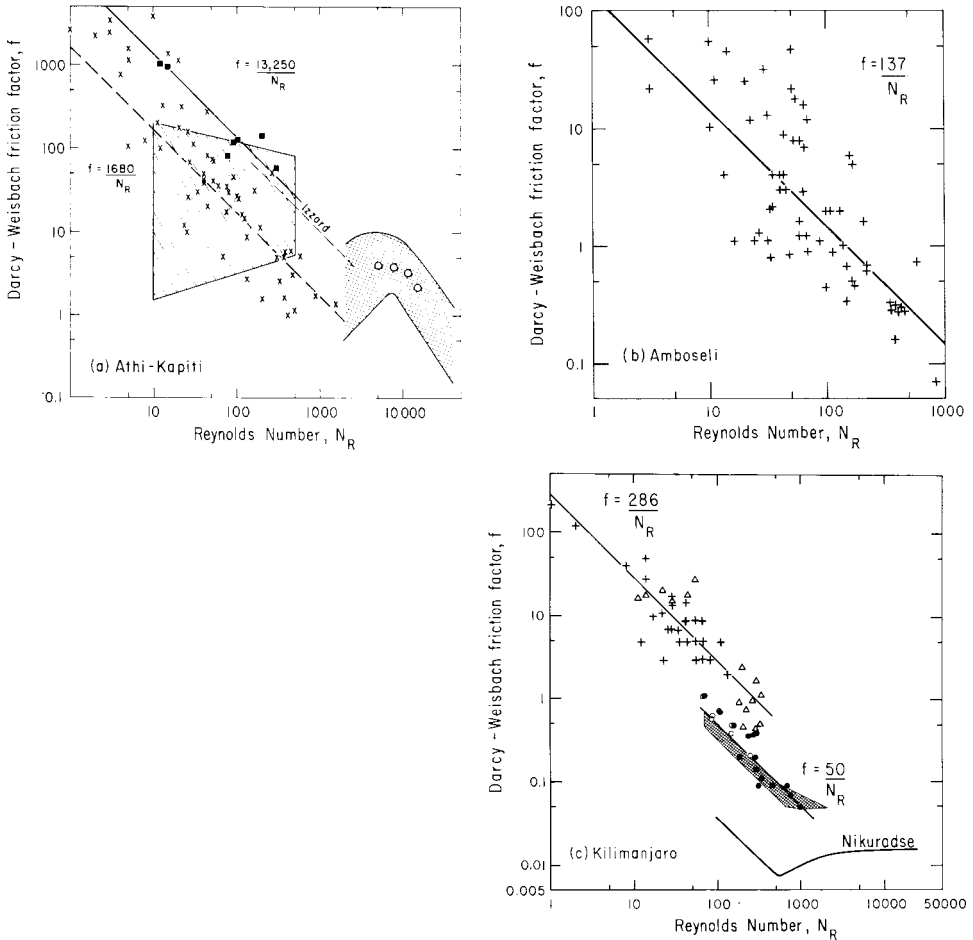 Darcy – Weisbach friction factor, f
1000
100
10
1
0.1
f = 13,250
N_R
f = 1680
N_R
Izzard
(a) Athi-Kapiti
10
100
1000
10000
Reynolds Number, N_R
Darcy – Weisbach friction factor, f
100
10
1
0.1
f = 137
N_R
(b) Amboseli
1
10
100
1000
Reynolds Number, N_R
Darcy – Weisbach friction factor, f
100
10
1
0.1
0.01
0.005
f = 286
N_R
f = 50
N_R
Nikuradse
(c) Kilimanjaro
1
10
100
1000
10000
50000
Reynolds Number, N_R